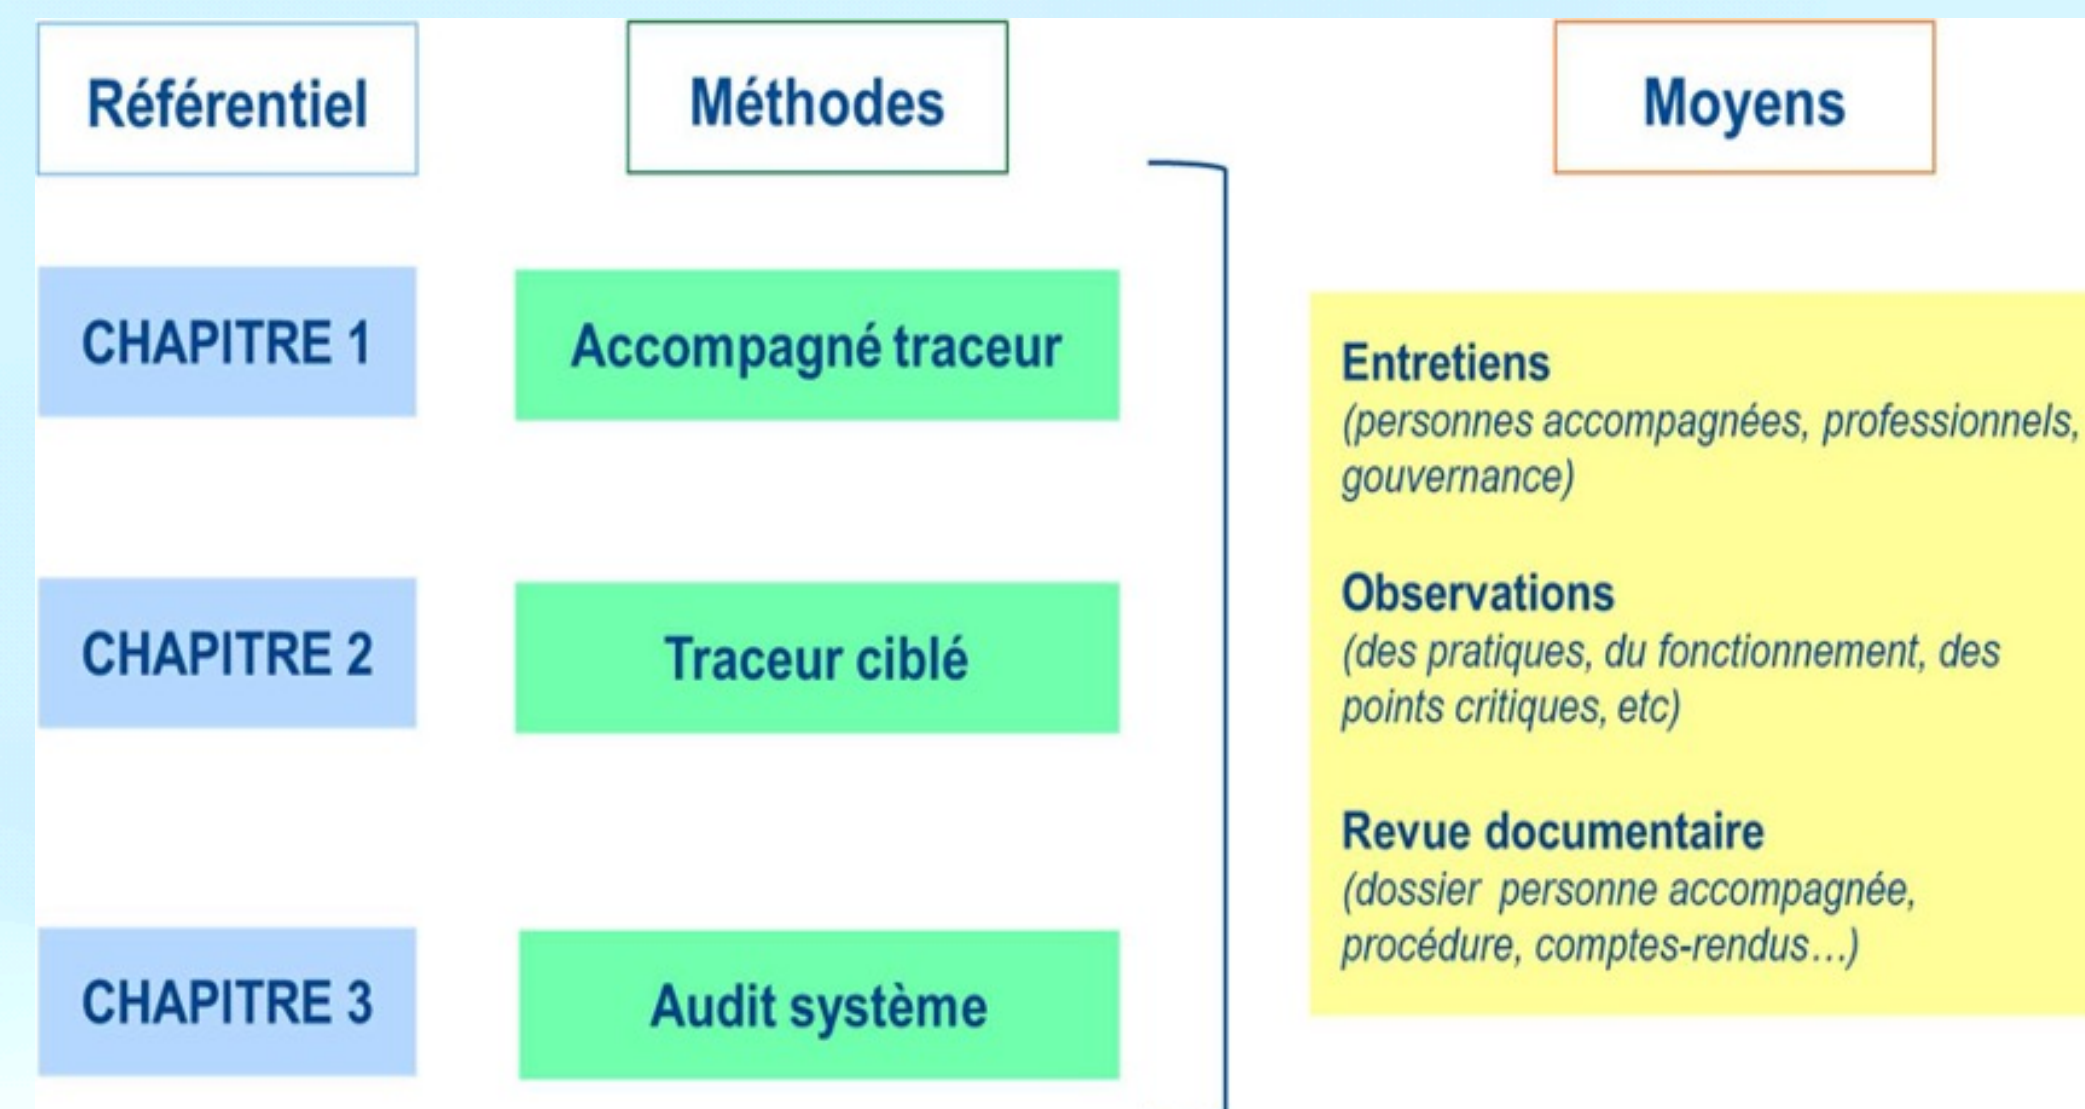 Référentiel
Méthodes
Moyens
CHAPITRE 1
Accompagné traceur
CHAPITRE 2
Traceur ciblé
CHAPITRE 3
Audit système
Entretiens
(personnes accompagnées, professionnels,
gouvernance)
Observations
(des pratiques, du fonctionnement, des
points critiques, etc)
Revue documentaire
(dossier personne accompagnée,
procédure, comptes-rendus…)